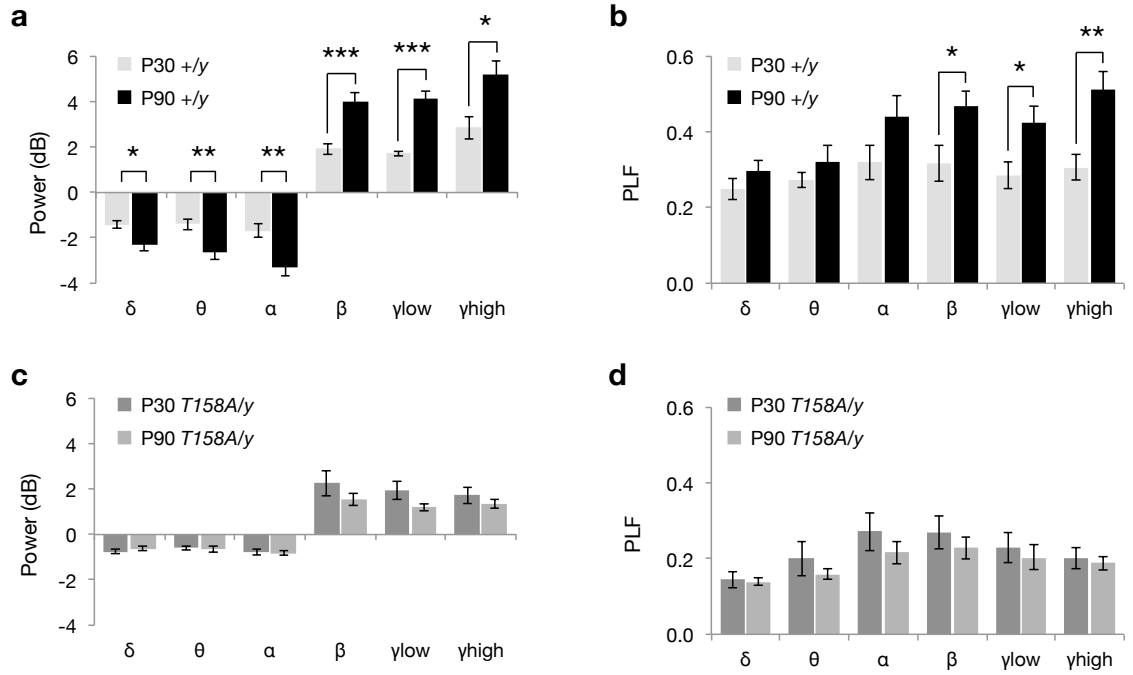 a
Power (dB)
6
4
2
0
-2
-4
P30 +/y
P90 +/y
*
**
**
***
***
*
δ
θ
α
β
γlow
γhigh
b
PLF
0.6
0.4
0.2
0.0
P30 +/y
P90 +/y
*
*
**
δ
θ
α
β
γlow
γhigh
c
Power (dB)
6
4
2
0
-2
-4
P30 T158A/y
P90 T158A/y
δ
θ
α
β
γlow
γhigh
d
PLF
0.6
0.4
0.2
0.0
P30 T158A/y
P90 T158A/y
δ
θ
α
β
γlow
γhigh